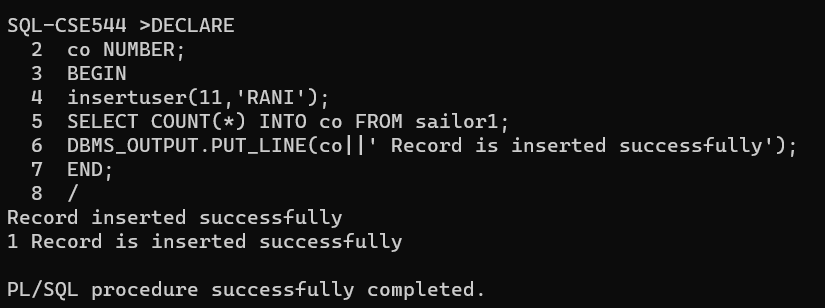 SQL-CSE544 >DECLARE
  2  co NUMBER;
  3  BEGIN
  4  insertuser(11,'RANI');
  5  SELECT COUNT(*) INTO co FROM sailor1;
  6  DBMS_OUTPUT.PUT_LINE(co||' Record is inserted successfully');
  7  END;
  8  /
Record inserted successfully
1 Record is inserted successfully

PL/SQL procedure successfully completed.